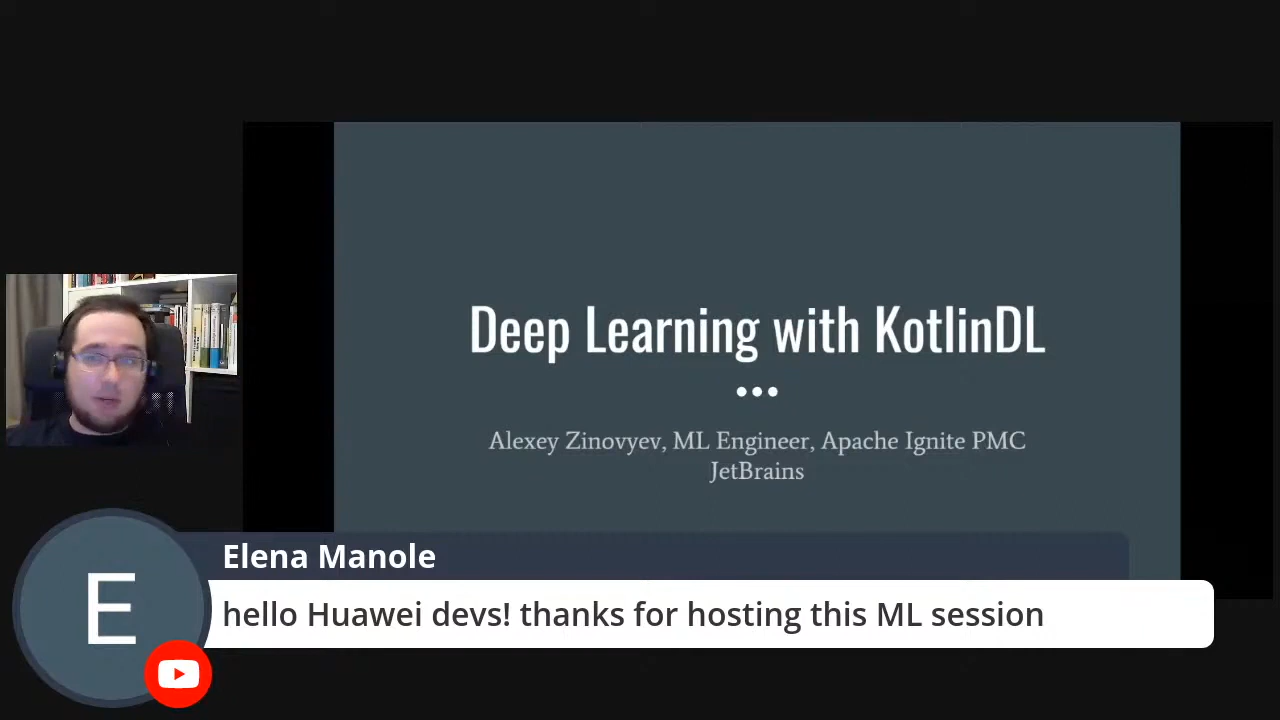 Deep Learning with KotlinDL
Alexey Zinovyev, ML Engineer, Apache Ignite PMC
JetBrains
E
Elena Manole
hello Huawei devs! thanks for hosting this ML session